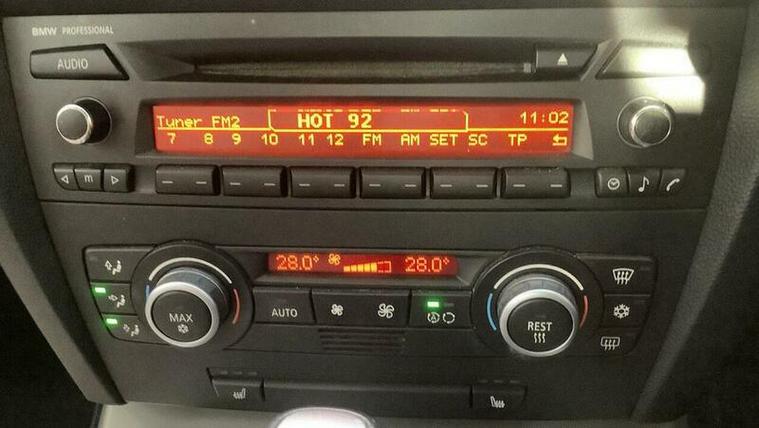 BMW PROFESSIONAL
AUDIO
Tuner FM2 HOT 92 11:02
7 8 9 10 11 12 FM AM SET SC TP
m
28.0° 28.0°
MAX
AUTO
A
REST